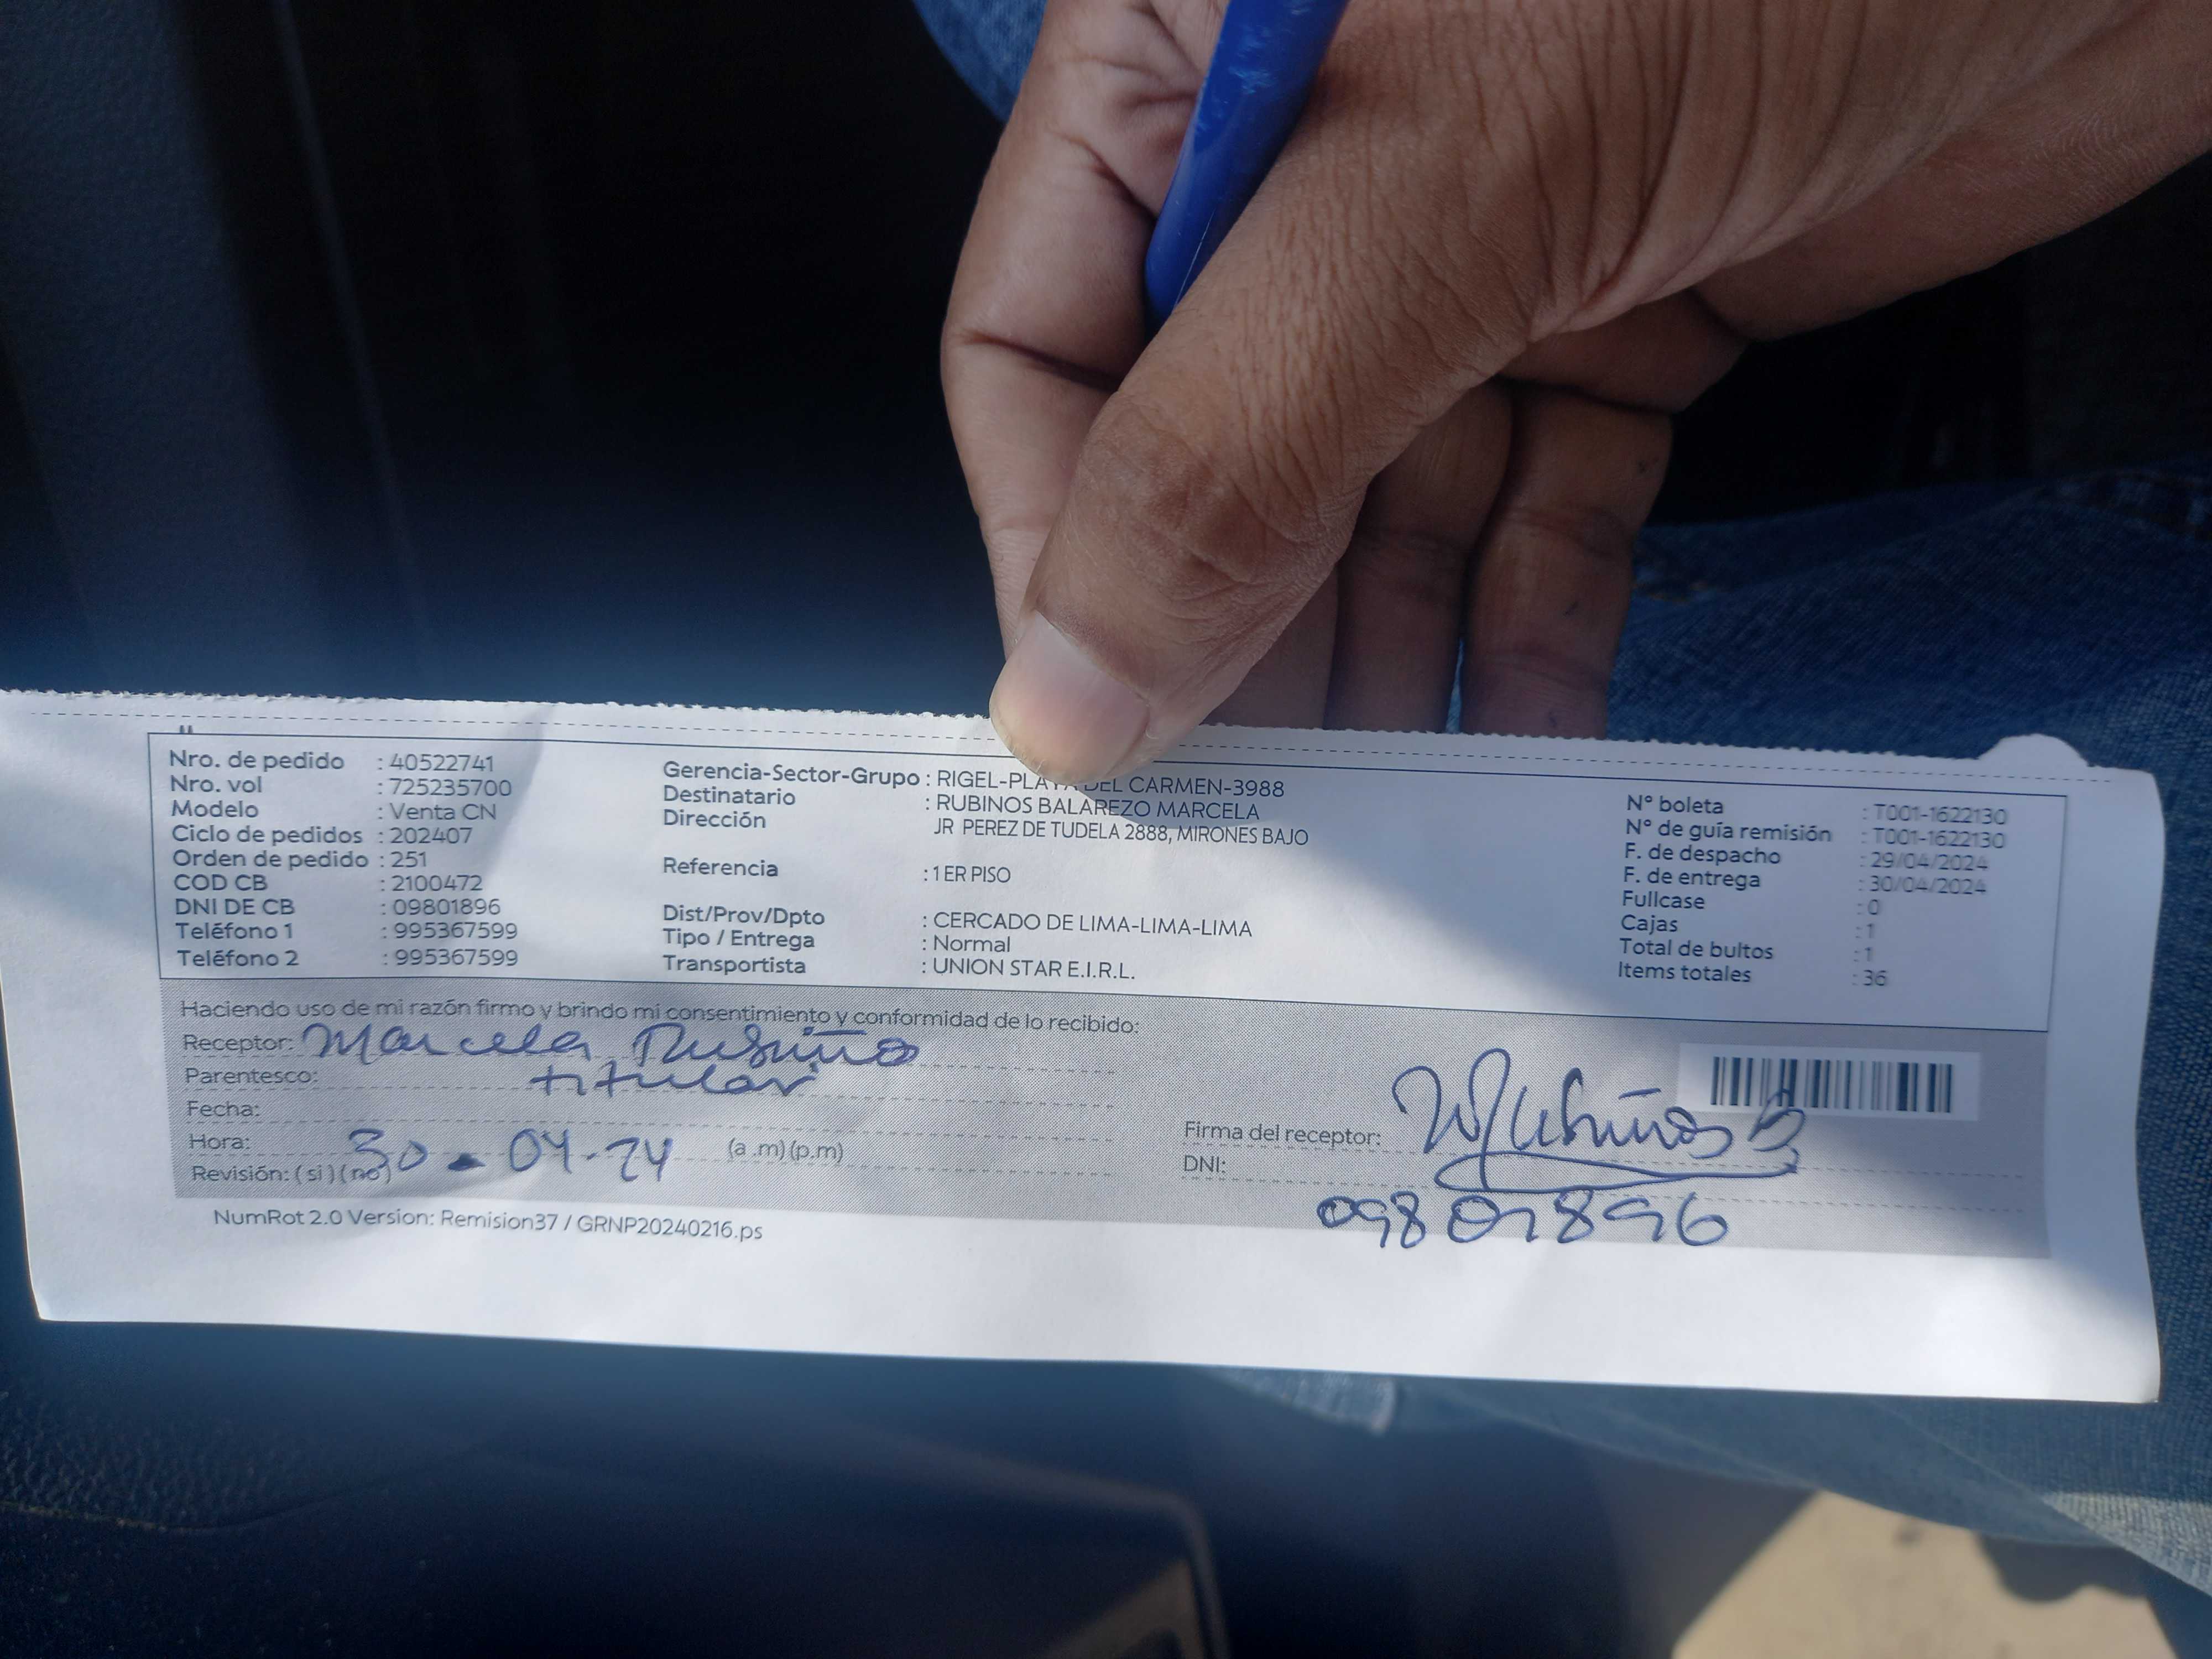 Nro. de pedido : 40522741
Nro. vol : 725235700
Modelo : Venta CN
Ciclo de pedidos : 202407
Orden de pedido : 251
COD CB : 2100472
DNI DE CB : 09801896
Teléfono 1 : 995367599
Teléfono 2 : 995367599
Gerencia-Sector-Grupo : RIGEL-PLAYA DEL CARMEN-3988
Destinatario : RUBINOS BALAREZO MARCELA
Dirección JR PEREZ DE TUDELA 2888, MIRONES BAJO
Referencia : 1 ER PISO
Dist/Prov/Dpto : CERCADO DE LIMA-LIMA-LIMA
Tipo / Entrega : Normal
Transportista : UNION STAR E.I.R.L.
N° boleta : T001-1622130
N° de guía remisión : T001-1622130
F. de despacho : 29/04/2024
F. de entrega : 30/04/2024
Fullcase : 0
Cajas : 1
Total de bultos : 1
Items totales : 36
Haciendo uso de mi razón firmo y brindo mi consentimiento y conformidad de lo recibido:
Receptor: Marcela Rubiños
Parentesco: titular
Fecha:
Hora: 30-04-24 (a .m) (p.m)
Revisión: ( si ) ( no )
Firma del receptor:
DNI:
09801896
NumRot 2.0 Version: Remision37 / GRNP20240216.ps